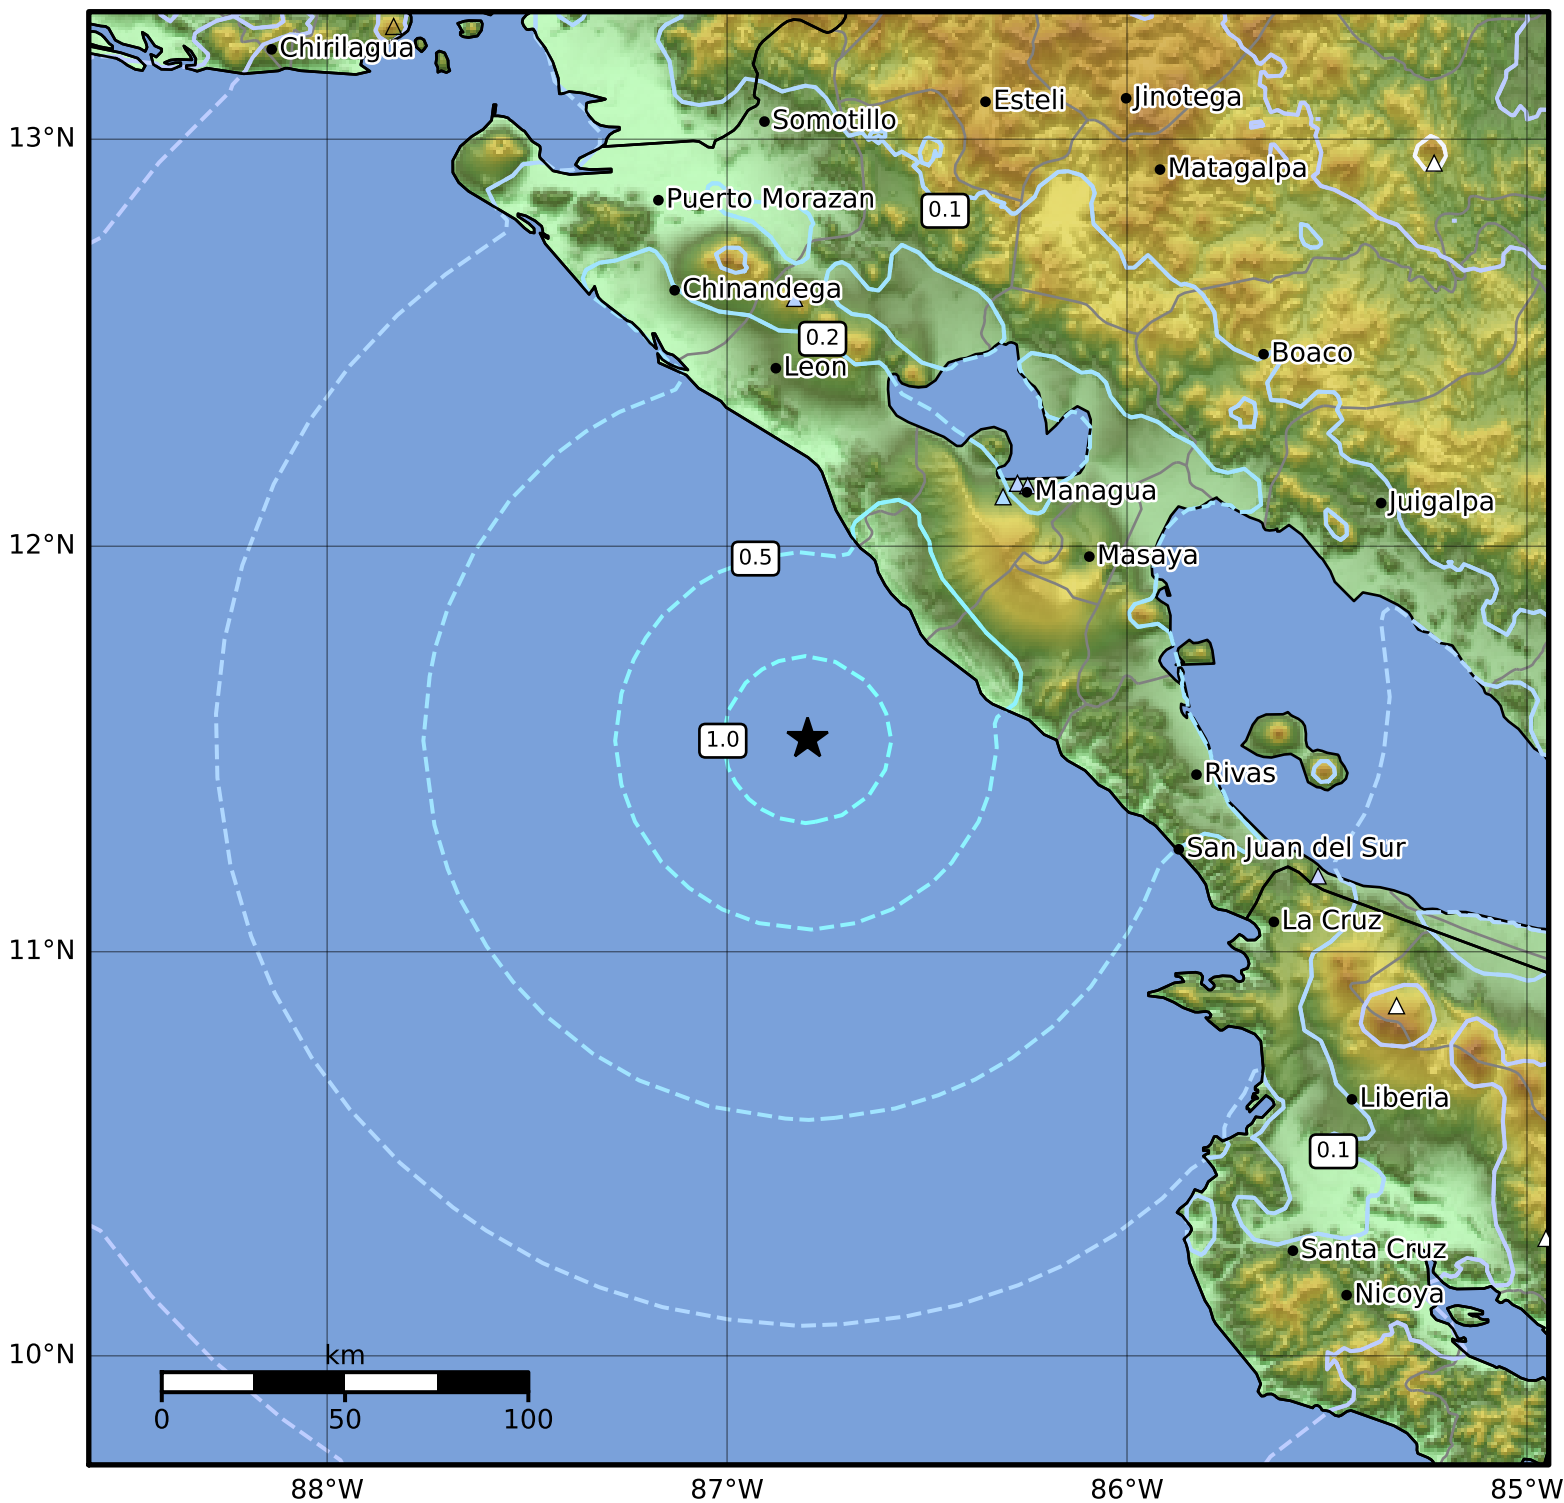 Chirilagua
Esteli
Jinotega
Somotillo
13°N
Matagalpa
Puerto Morazan
0.1
Chinandega
0.2
Boaco
Leon
Managua
Juigalpa
12°N
0.5
Masaya
1.0
Rivas
San Juan del Sur
La Cruz
11°N
Liberia
0.1
Santa Cruz
Nicoya
10°N
km
0 50 100
88°W 87°W 86°W 85°W